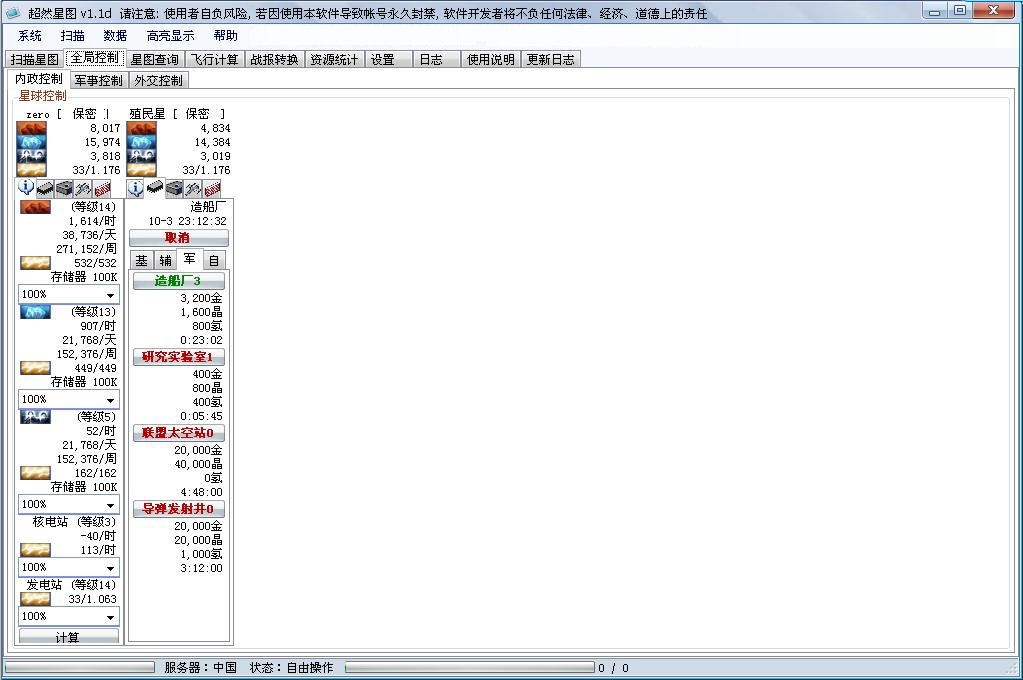 超然星图 v1.1d 请注意: 使用者自负风险, 若因使用本软件导致帐号永久封禁, 软件开发者将不负任何法律、经济、道德上的责任
系统 扫描 数据 高亮显示 帮助
扫描星图 全局控制 星图查询 飞行计算 战报转换 资源统计 设置 日志 使用说明 更新日志
内政控制 军事控制 外交控制
星球控制
zero [ 保密 ]
8,017
15,974
3,818
33/1.176
(等级14)
1,614/时
38,736/天
271,152/周
532/532
存储器 100K
100%
(等级13)
907/时
21,768/天
152,376/周
449/449
存储器 100K
100%
(等级5)
52/时
21,768/天
152,376/周
162/162
存储器 100K
100%
核电站 (等级3)
-40/时
113/时
100%
发电站 (等级14)
33/1.063
100%
计算
殖民星 [ 保密 ]
4,834
14,384
3,019
33/1.176
造船厂
10-3 23:12:32
取消
基 辅 军 自
造船厂3
3,200金
1,600晶
800氢
0:23:02
研究实验室1
400金
800晶
400氢
0:05:45
联盟太空站0
20,000金
40,000晶
0氢
4:48:00
导弹发射井0
20,000金
20,000晶
1,000氢
3:12:00
服务器：中国 状态：自由操作 0 / 0